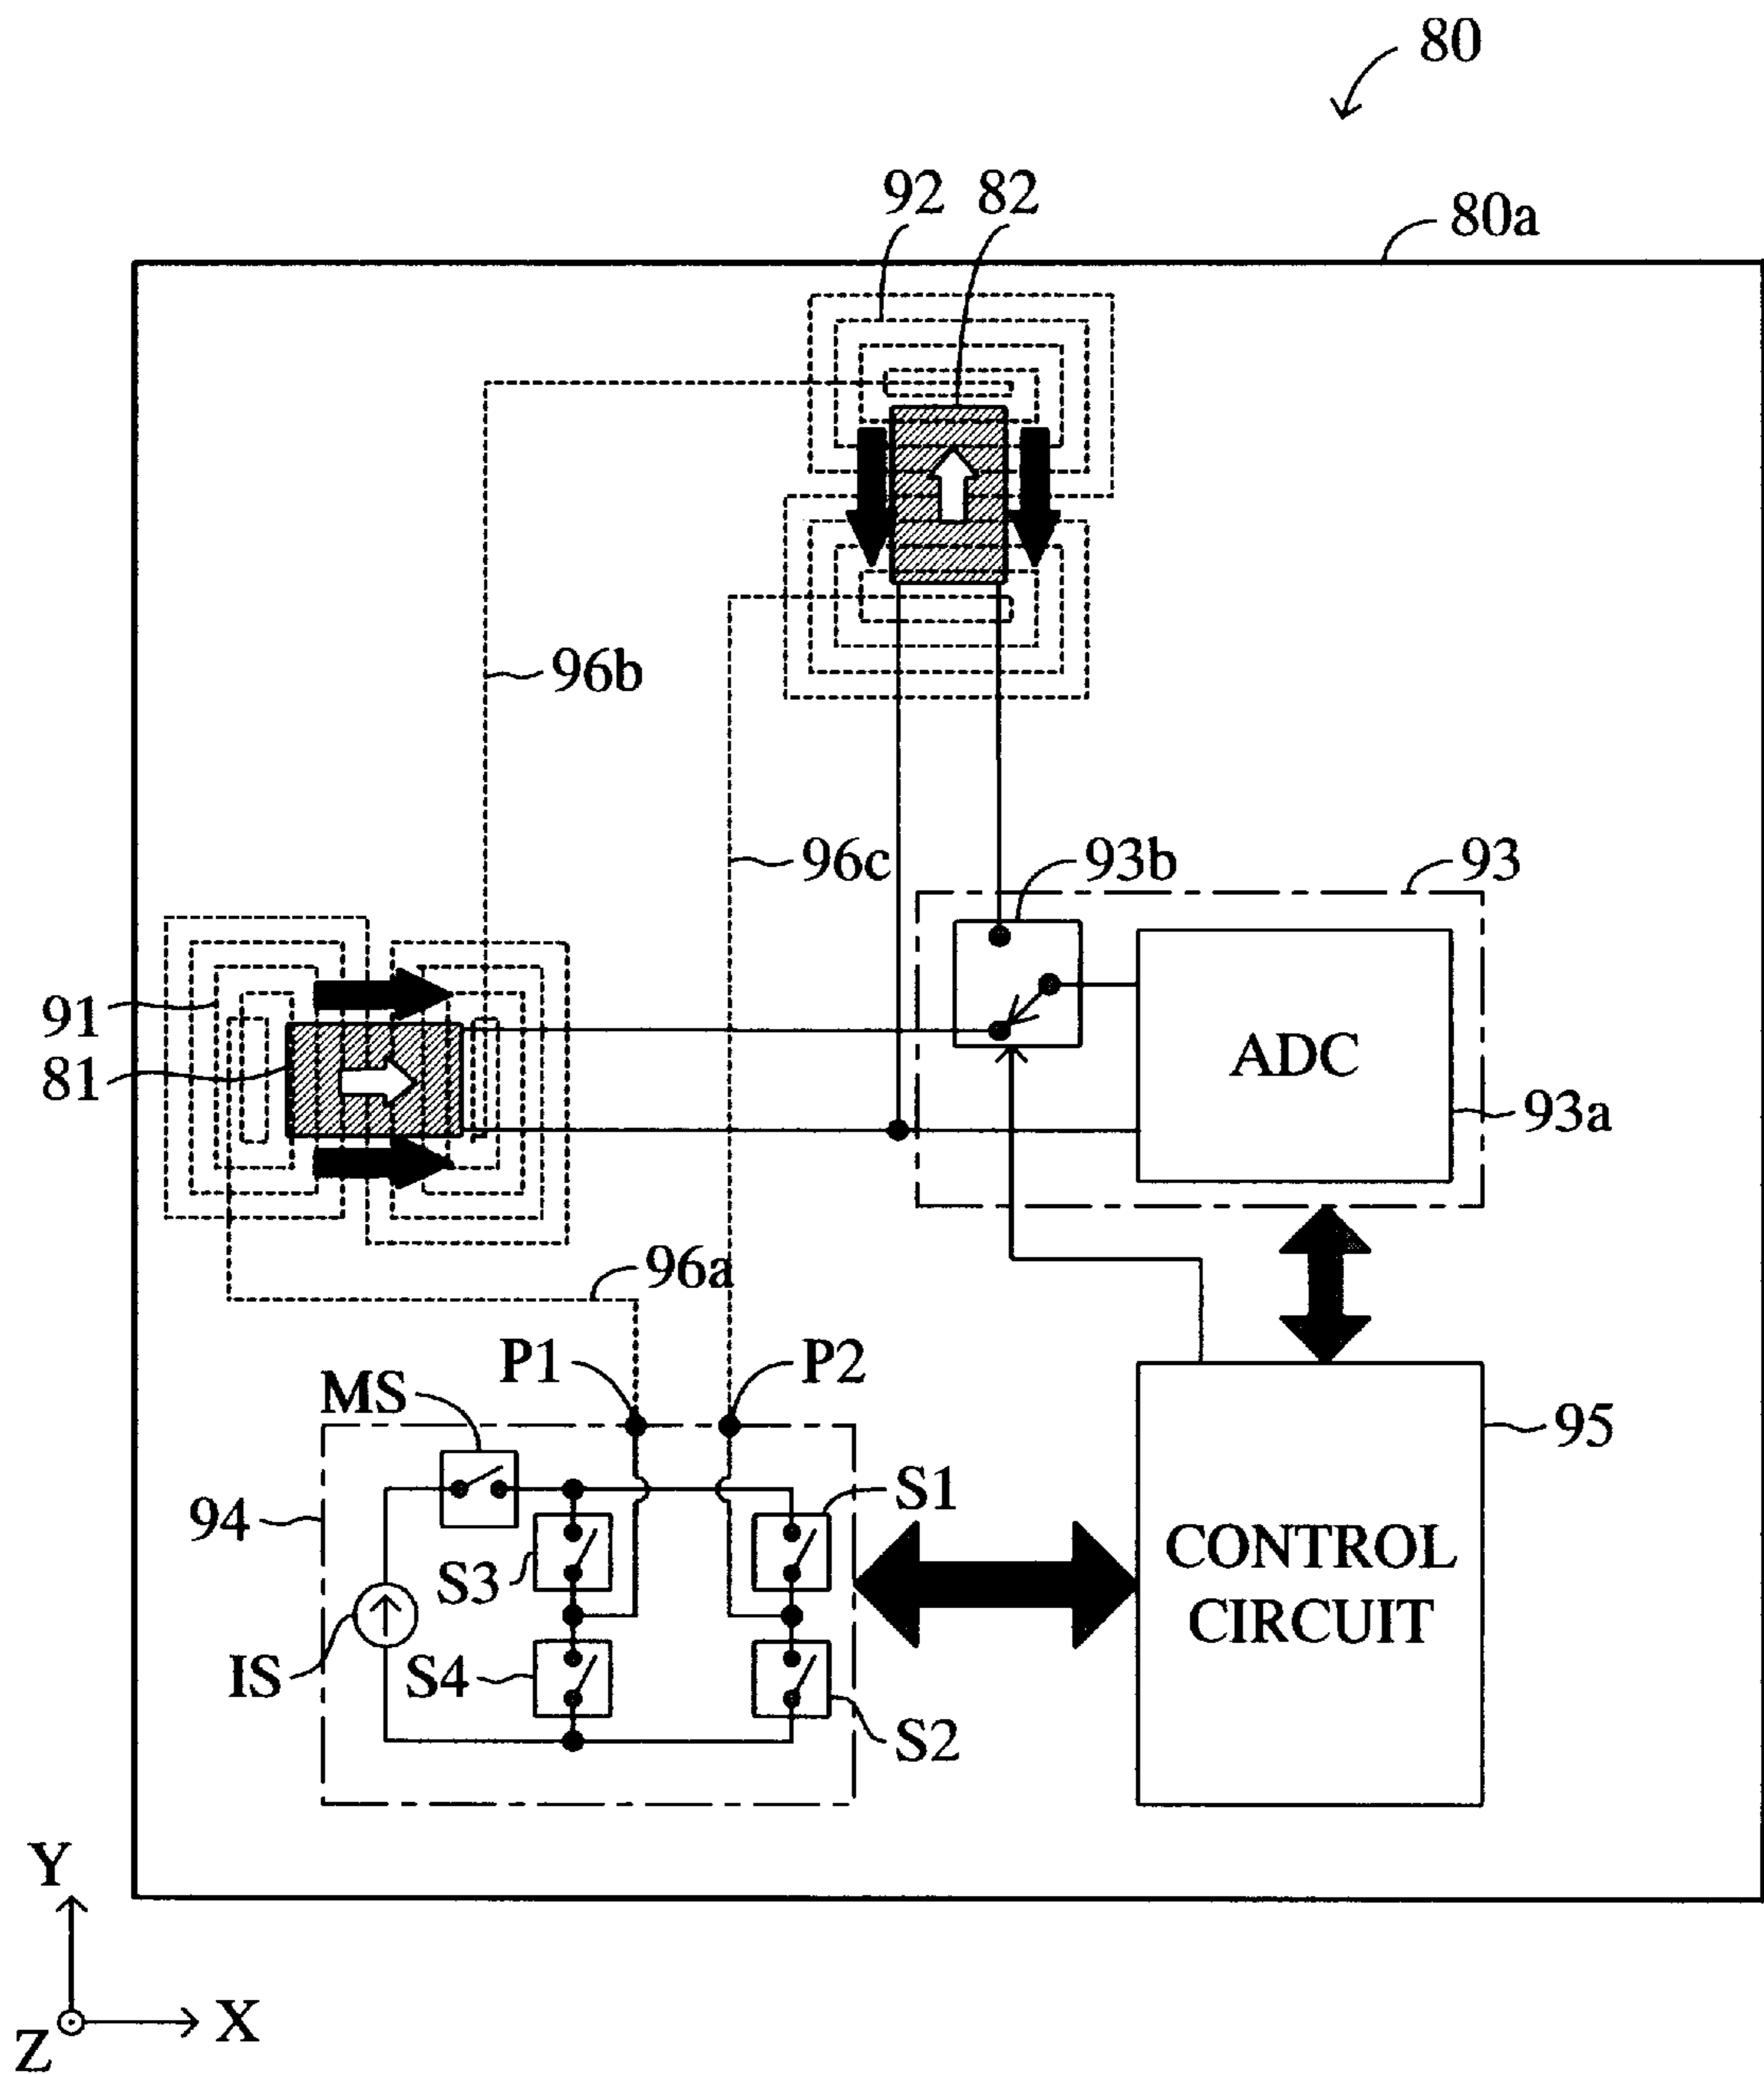 80
80a
92
82
96b
96c
93b
93
91
81
ADC
93a
96a
P1
P2
MS
95
94
S1
S3
CONTROL
CIRCUIT
IS
S4
S2
Y
X
Z